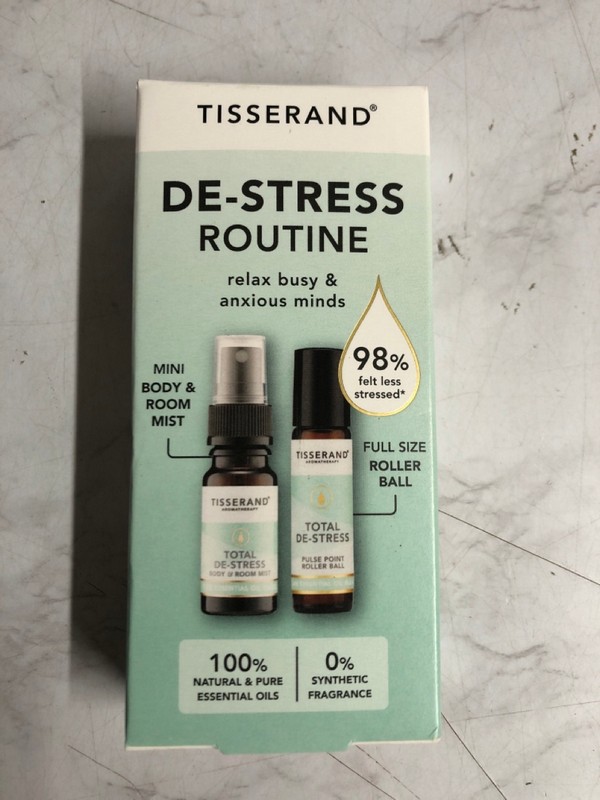 TISSERAND®
DE-STRESS
ROUTINE
relax busy &
anxious minds
98%
felt less
stressed*
MINI
BODY &
ROOM
MIST
FULL SIZE
ROLLER
BALL
TISSERAND®
AROMATHERAPY
TOTAL
DE-STRESS
BODY & ROOM MIST
TISSERAND®
AROMATHERAPY
TOTAL
DE-STRESS
PULSE POINT
ROLLER BALL
100%
NATURAL & PURE
ESSENTIAL OILS
0%
SYNTHETIC
FRAGRANCE